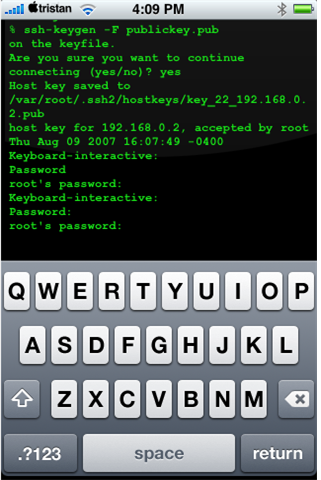 tristan 4:09 PM
% ssh-keygen -F publickey.pub
on the keyfile.
Are you sure you want to continue
connecting (yes/no)? yes
Host key saved to
/var/root/.ssh2/hostkeys/key_22_192.168.0.
2.pub
host key for 192.168.0.2, accepted by root
Thu Aug 09 2007 16:07:49 -0400
Keyboard-interactive:
Password
root's password:
Keyboard-interactive:
Password:
root's password:
Q W E R T Y U I O P
A S D F G H J K L
Z X C V B N M
.?123 space return